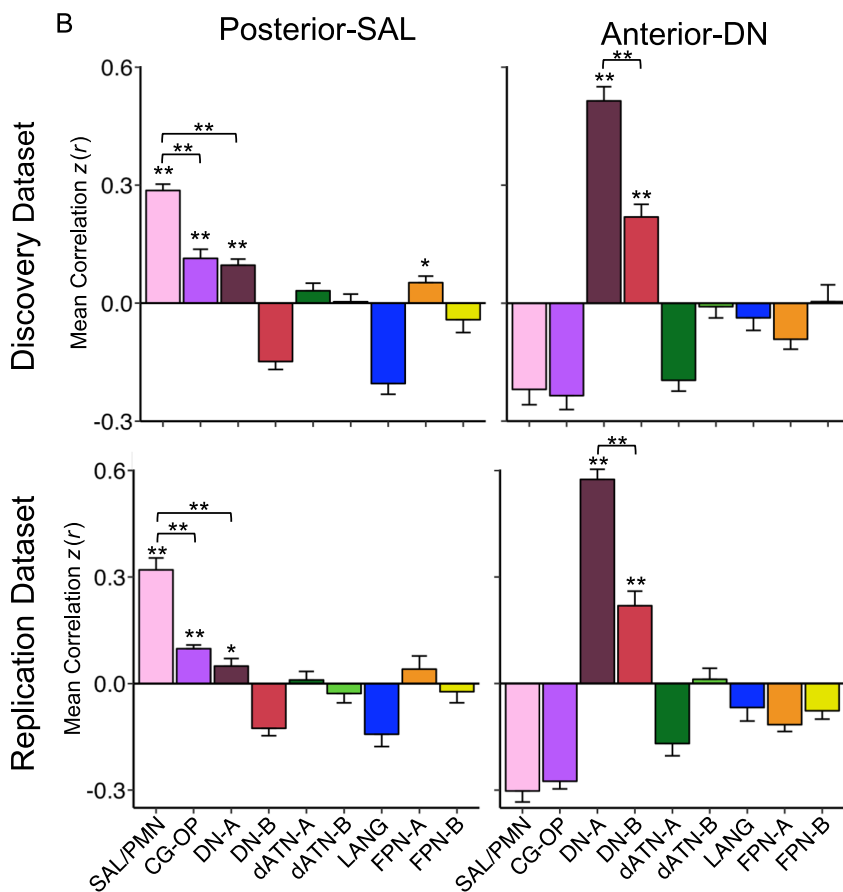 B
Posterior-SAL
Anterior-DN
Discovery Dataset
Mean Correlation z(r)
0.6
0.3
0.0
-0.3
**
**
**
**
**
*
**
**
**
Replication Dataset
Mean Correlation z(r)
0.6
0.3
0.0
-0.3
**
**
**
**
*
**
**
**
SAL/PMN
CG-OP
DN-A
DN-B
dATN-A
dATN-B
LANG
FPN-A
FPN-B
SAL/PMN
CG-OP
DN-A
DN-B
dATN-A
dATN-B
LANG
FPN-A
FPN-B